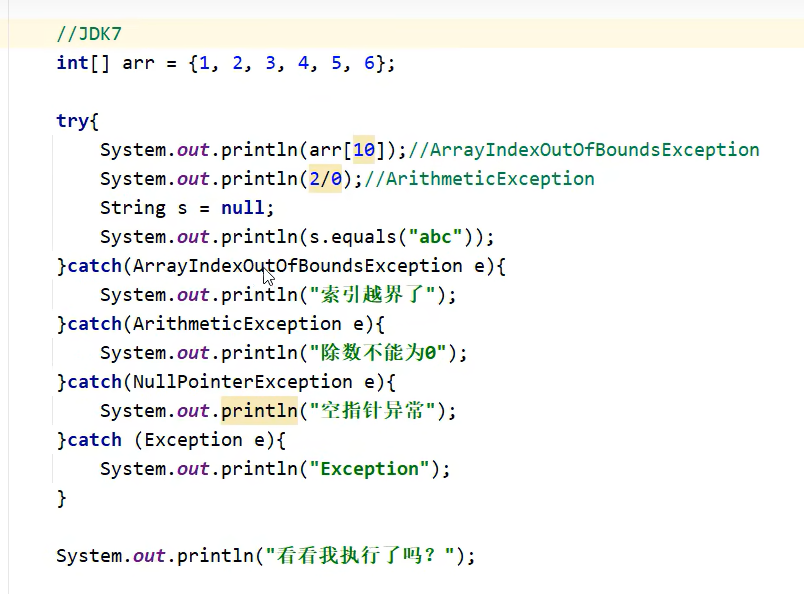 //JDK7
int[] arr = {1, 2, 3, 4, 5, 6};
try{
System.out.println(arr[10]);//ArrayIndexOutOfBoundsException
System.out.println(2/0);//ArithmeticException
String s = null;
System.out.println(s.equals("abc"));
}catch(ArrayIndexOutOfBoundsException e){
System.out.println("索引越界了");
}catch(ArithmeticException e){
System.out.println("除数不能为0");
}catch(NullPointerException e){
System.out.println("空指针异常");
}catch (Exception e){
System.out.println("Exception");
}
System.out.println("看看我执行了吗？");